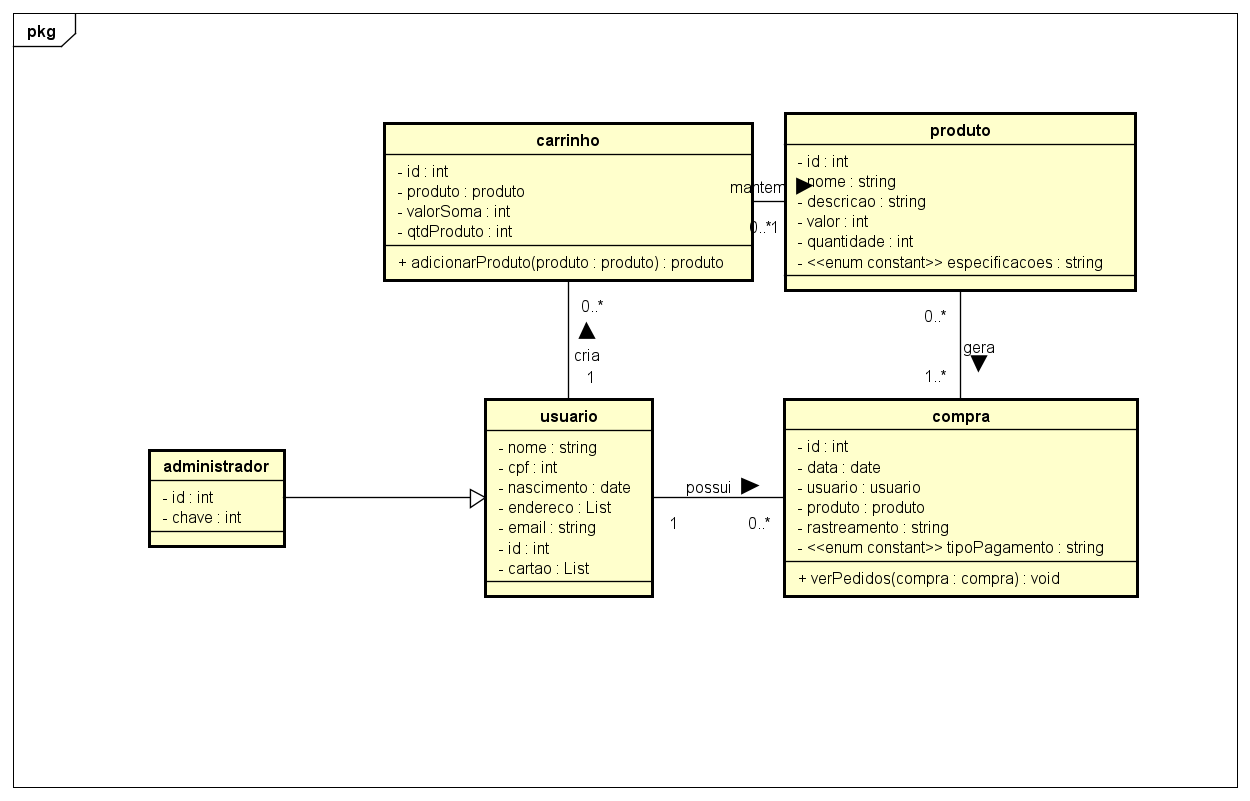 pkg
carrinho
- id : int
- produto : produto
- valorSoma : int
- qtdProduto : int
+ adicionarProduto(produto : produto) : produto
mantem
0..*
1
produto
- id : int
- nome : string
- descricao : string
- valor : int
- quantidade : int
- <<enum constant>> especificacoes : string
0..*
cria
1
0..*
gera
1..*
administrador
- id : int
- chave : int
usuario
- nome : string
- cpf : int
- nascimento : date
- endereco : List
- email : string
- id : int
- cartao : List
possui
1
0..*
compra
- id : int
- data : date
- usuario : usuario
- produto : produto
- rastreamento : string
- <<enum constant>> tipoPagamento : string
+ verPedidos(compra : compra) : void